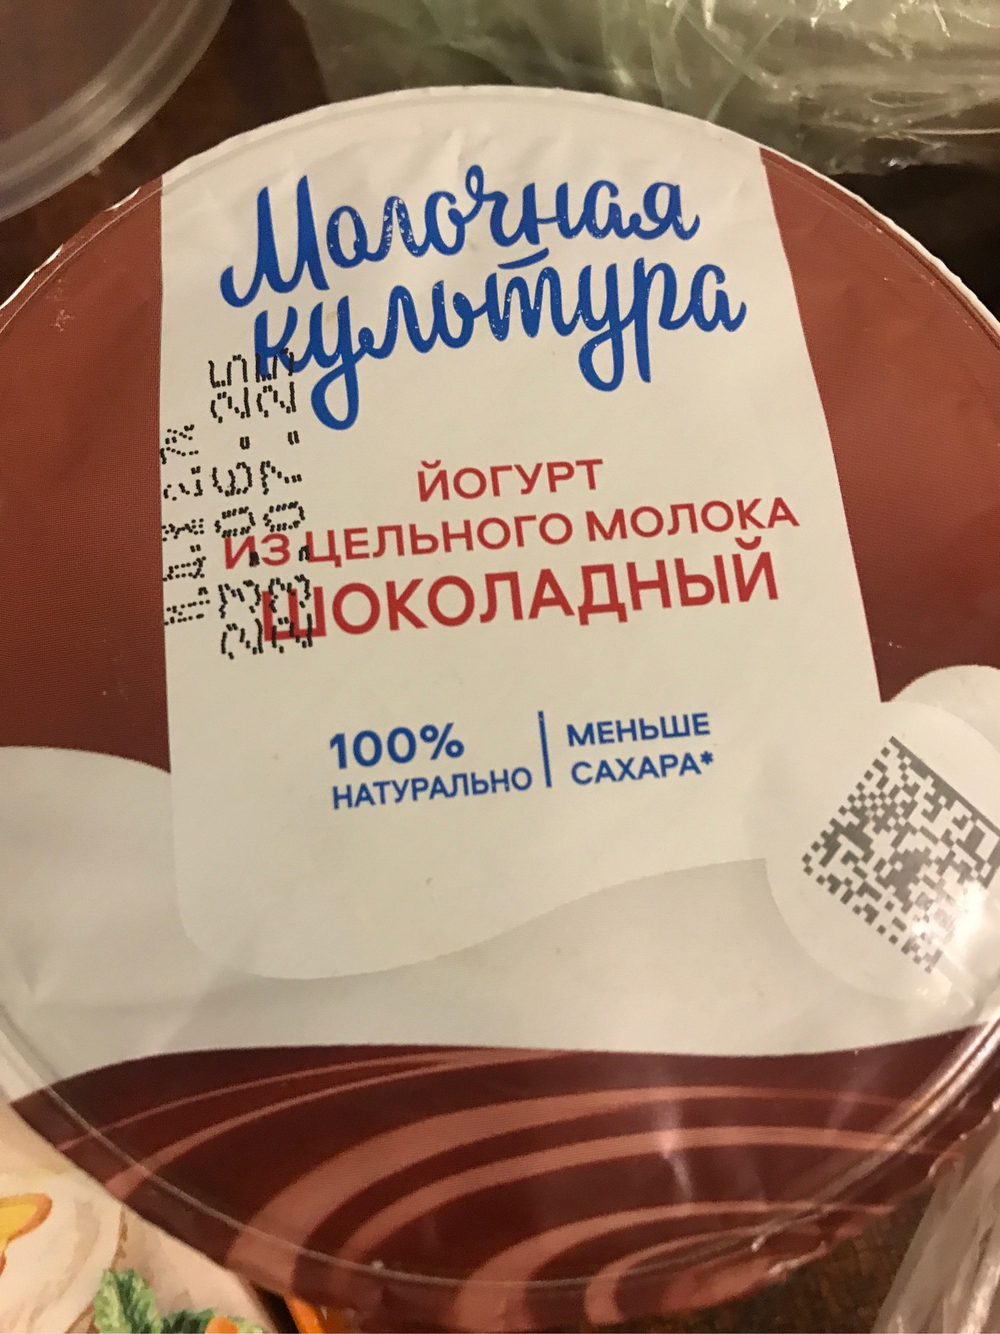 Молочная
культура
ЙОГУРТ
ИЗ ЦЕЛЬНОГО МОЛОКА
ШОКОЛАДНЫЙ
100%
НАТУРАЛЬНО
МЕНЬШЕ
САХАРА*